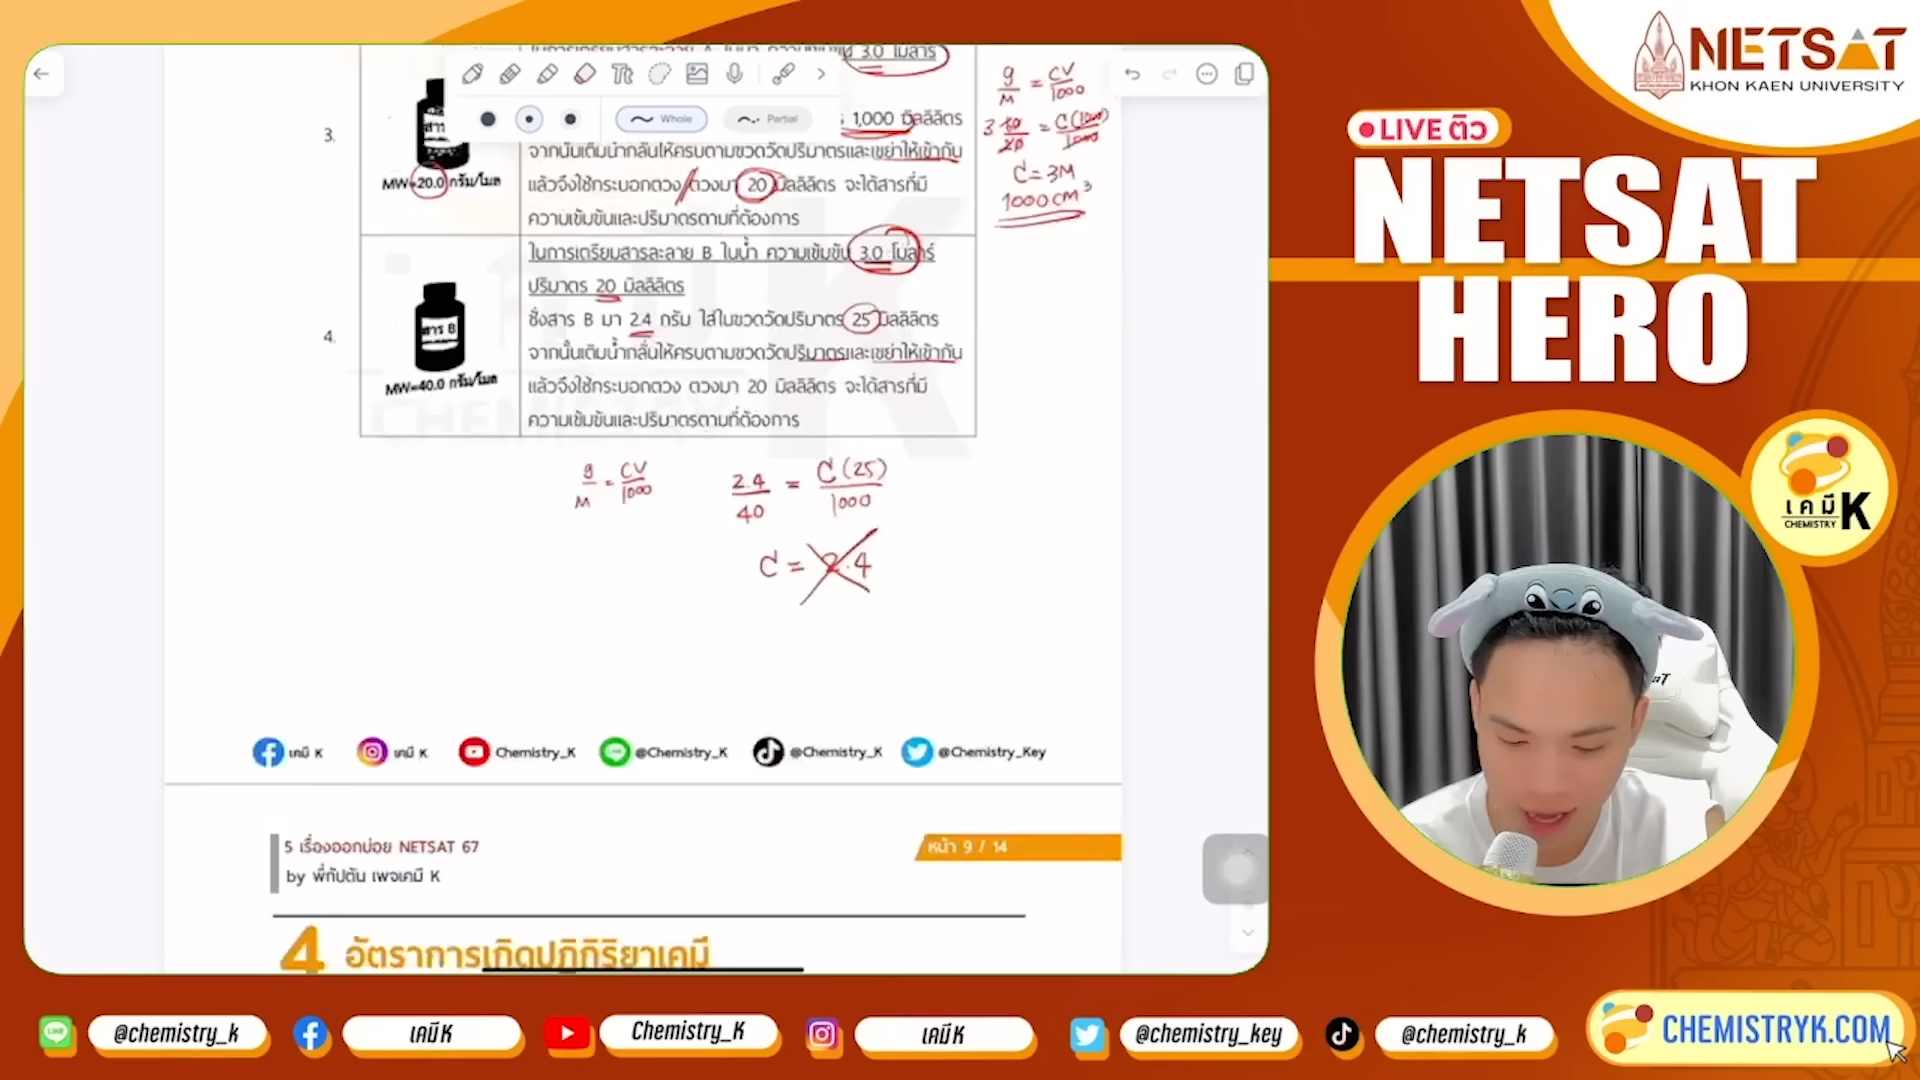 NETSAT
KHON KAEN UNIVERSITY
LIVE ติว
NETSAT
HERO
เคมี K
CHEMISTRY
Whole
Partial
3.0 โมลาร์
1,000 มิลลิลิตร
3.
สาร
MW=20.0 กรัม/โมล
จากนั้นเติมน้ำกลั่นให้ครบตามขวดวัดปริมาตรและเขย่าให้เข้ากัน
แล้วจึงใช้กระบอกตวง ตวงมา 20 มิลลิลิตร จะได้สารที่มี
ความเข้มข้นและปริมาตรตามที่ต้องการ
g/M = CV/1000
3 60/20 = C(1000)/1000
C = 3M
1000 cm³
4.
สาร B
MW=40.0 กรัม/โมล
ในการเตรียมสารละลาย B ในน้ำ ความเข้มข้น 3.0 โมลาร์
ปริมาตร 20 มิลลิลิตร
ชั่งสาร B มา 2.4 กรัม ใส่ในขวดวัดปริมาตร 25 มิลลิลิตร
จากนั้นเติมน้ำกลั่นให้ครบตามขวดวัดปริมาตรและเขย่าให้เข้ากัน
แล้วจึงใช้กระบอกตวง ตวงมา 20 มิลลิลิตร จะได้สารที่มี
ความเข้มข้นและปริมาตรตามที่ต้องการ
g/M = CV/1000
2.4/40 = C(25)/1000
C = 2.4
เคมี K
เคมี K
Chemistry_K
@Chemistry_K
@Chemistry_K
@Chemistry_Key
5 เรื่องออกบ่อย NETSAT 67
by พี่กัปตัน เพจเคมี K
หน้า 9 / 14
4 อัตราการเกิดปฏิกิริยาเคมี
@chemistry_k
เคมี K
Chemistry_K
เคมี K
@chemistry_key
@chemistry_k
CHEMISTRYK.COM